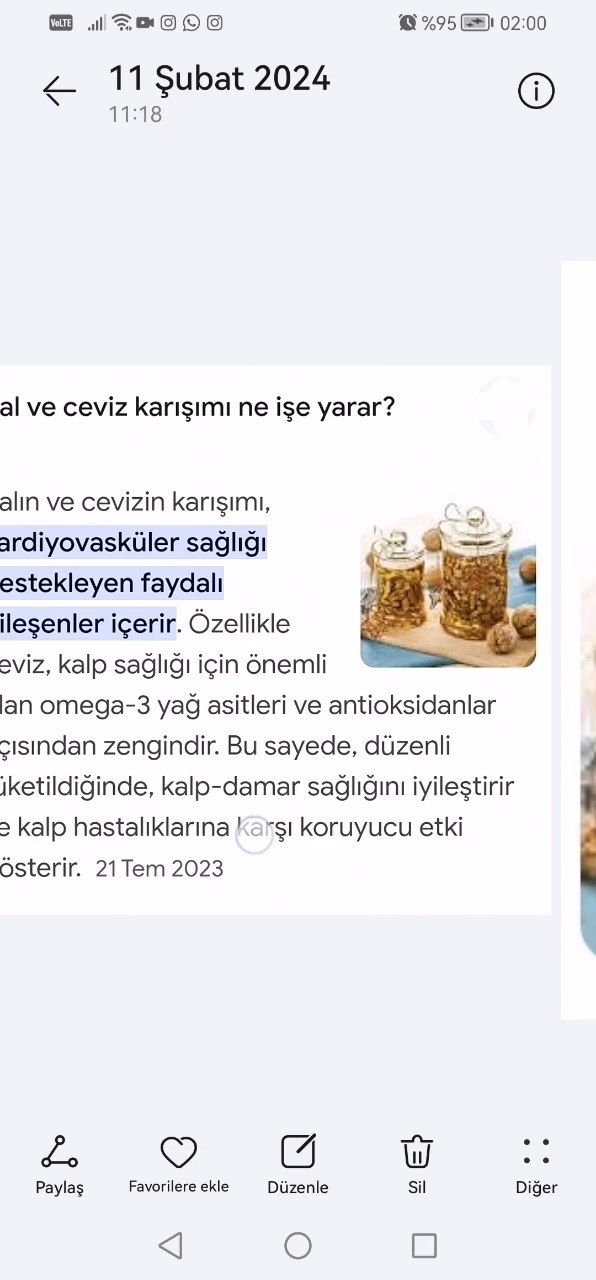 VoLTE %95 02:00
11 Şubat 2024
11:18
al ve ceviz karışımı ne işe yarar?
alın ve cevizin karışımı,
ardiyovasküler sağlığı
estekleyen faydalı
ileşenler içerir. Özellikle
eviz, kalp sağlığı için önemli
lan omega-3 yağ asitleri ve antioksidanlar
çısından zengindir. Bu sayede, düzenli
üketildiğinde, kalp-damar sağlığını iyileştirir
e kalp hastalıklarına karşı koruyucu etki
österir. 21 Tem 2023
Paylaş Favorilere ekle Düzenle Sil Diğer